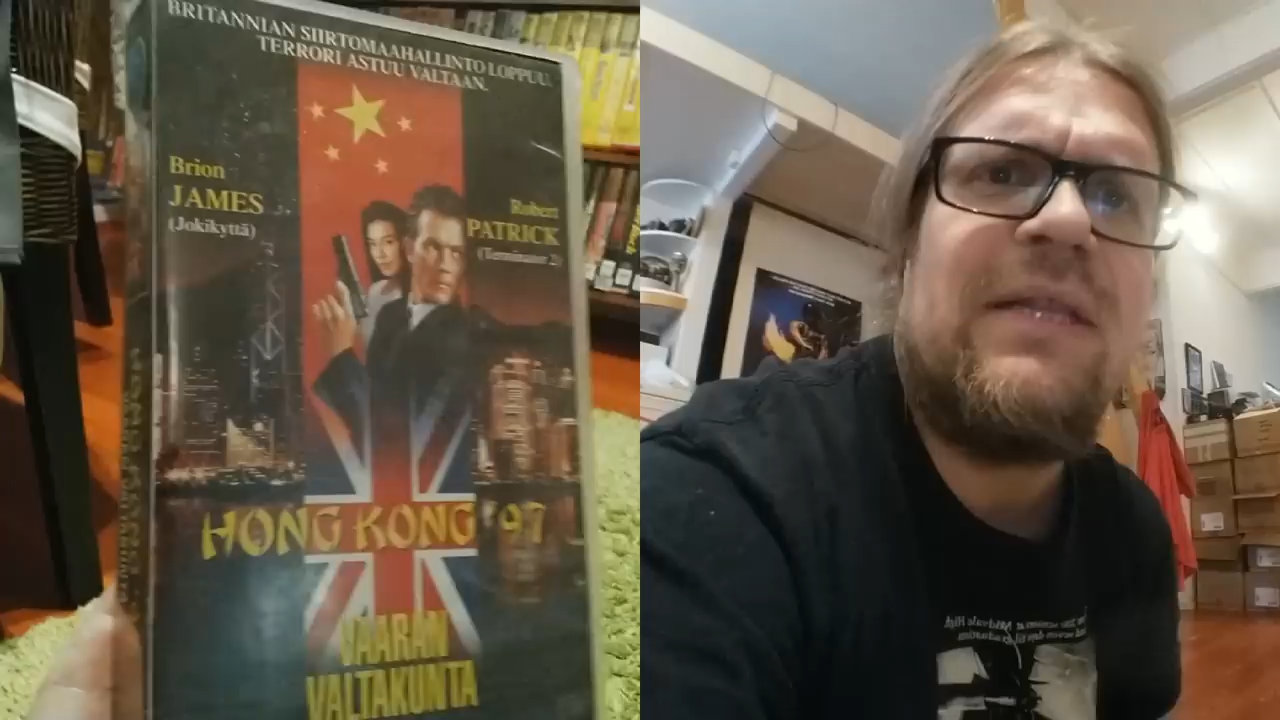 BRITANNIAN SIIRTOMAAHALLINTO LOPPUU.
TERRORI ASTUU VALTAAN.
Brion
JAMES
(Jokikyttä)
Robert
PATRICK
(Terminator 2)
HONG KONG '97
VAARAN
VALTAKUNTA